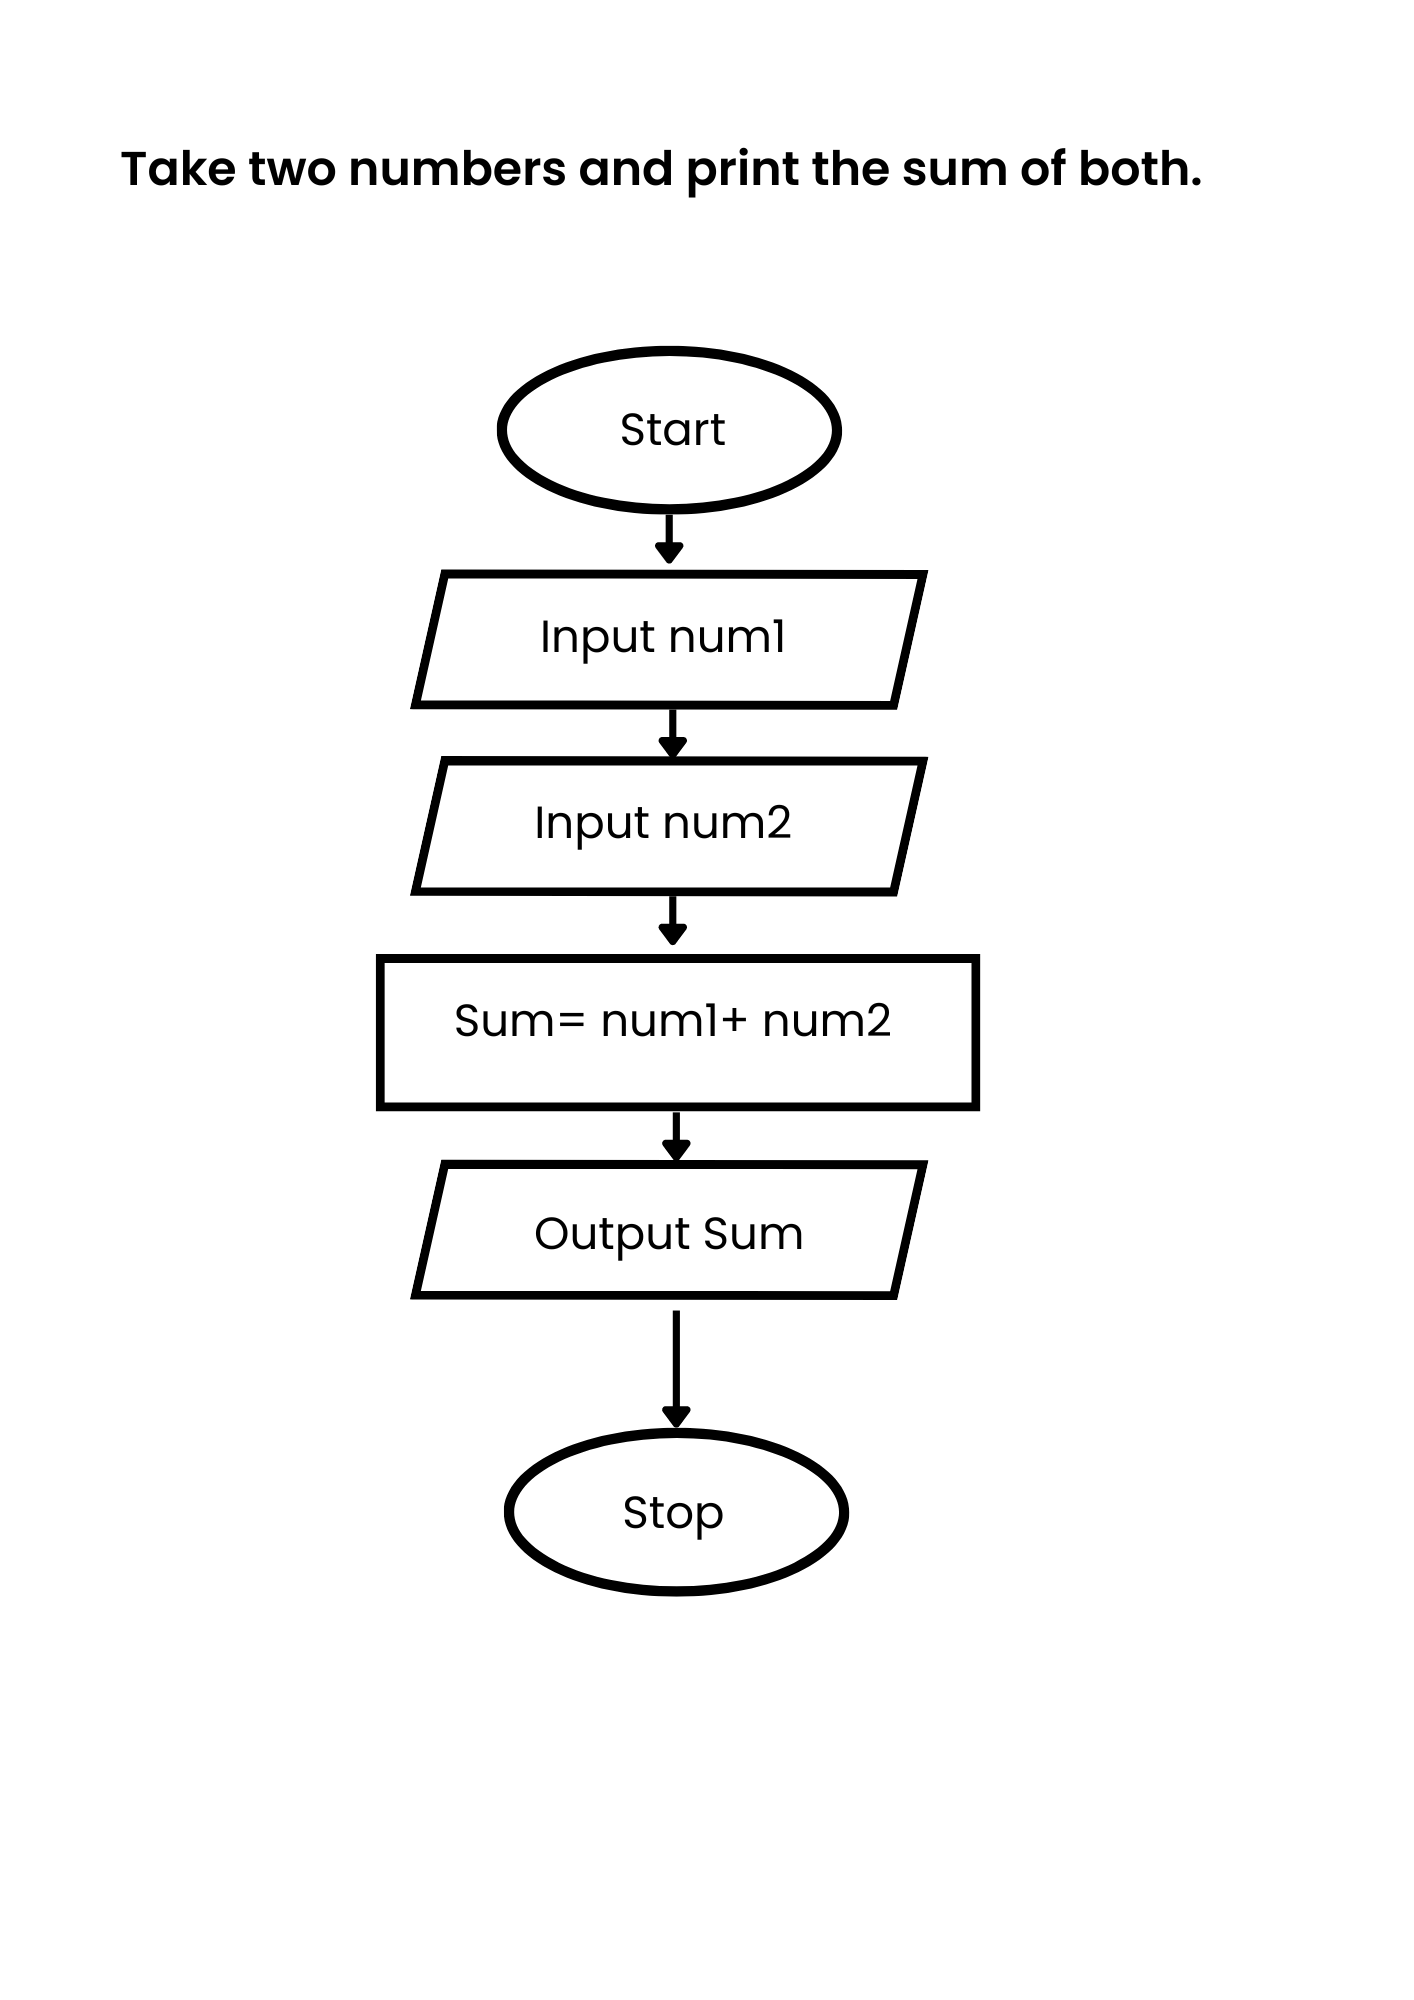 Take two numbers and print the sum of both.
Start
Input num1
Input num2
Sum= num1+ num2
Output Sum
Stop